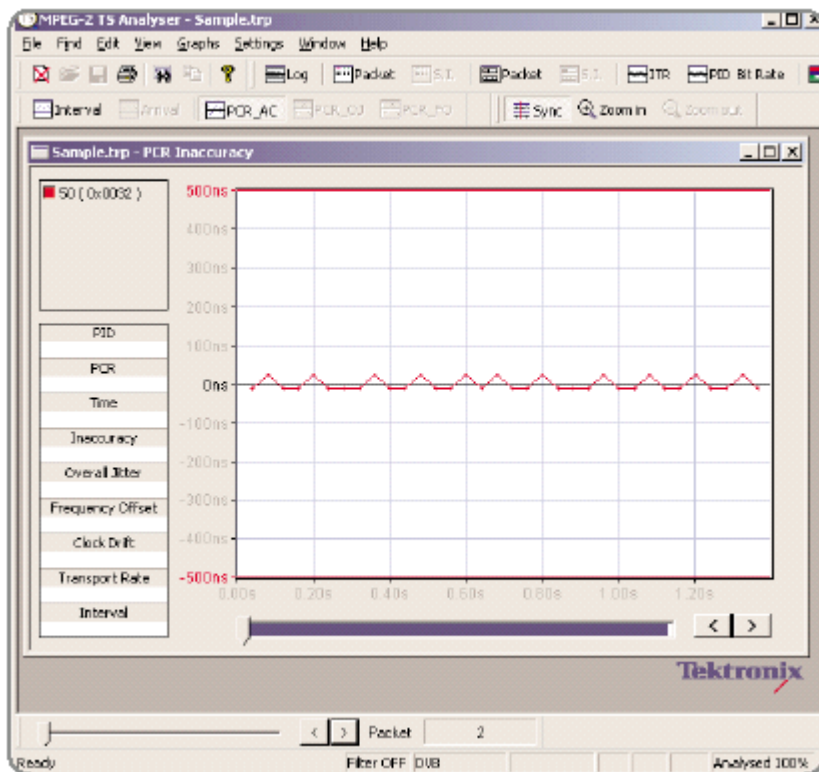 MPEG-2 TS Analyser - Sample.trp
File Find Edit View Graphs Settings Window Help
Log Packet S.I. Packet S.I. ITR PID Bit Rate
Interval Arrival PCR_AC PCR_OJ PCR_FO Sync Zoom in Zoom out
Sample.trp - PCR Inaccuracy
50 ( 0x0032 )
500ns
400ns
300ns
200ns
100ns
0ns
-100ns
-200ns
-300ns
-400ns
-500ns
0.00s 0.20s 0.40s 0.60s 0.80s 1.00s 1.20s
PID
PCR
Time
Inaccuracy
Overall Jitter
Frequency Offset
Clock Drift
Transport Rate
Interval
< >
Tektronix
< > Packet 2
Ready Filter OFF DVB Analysed 100%